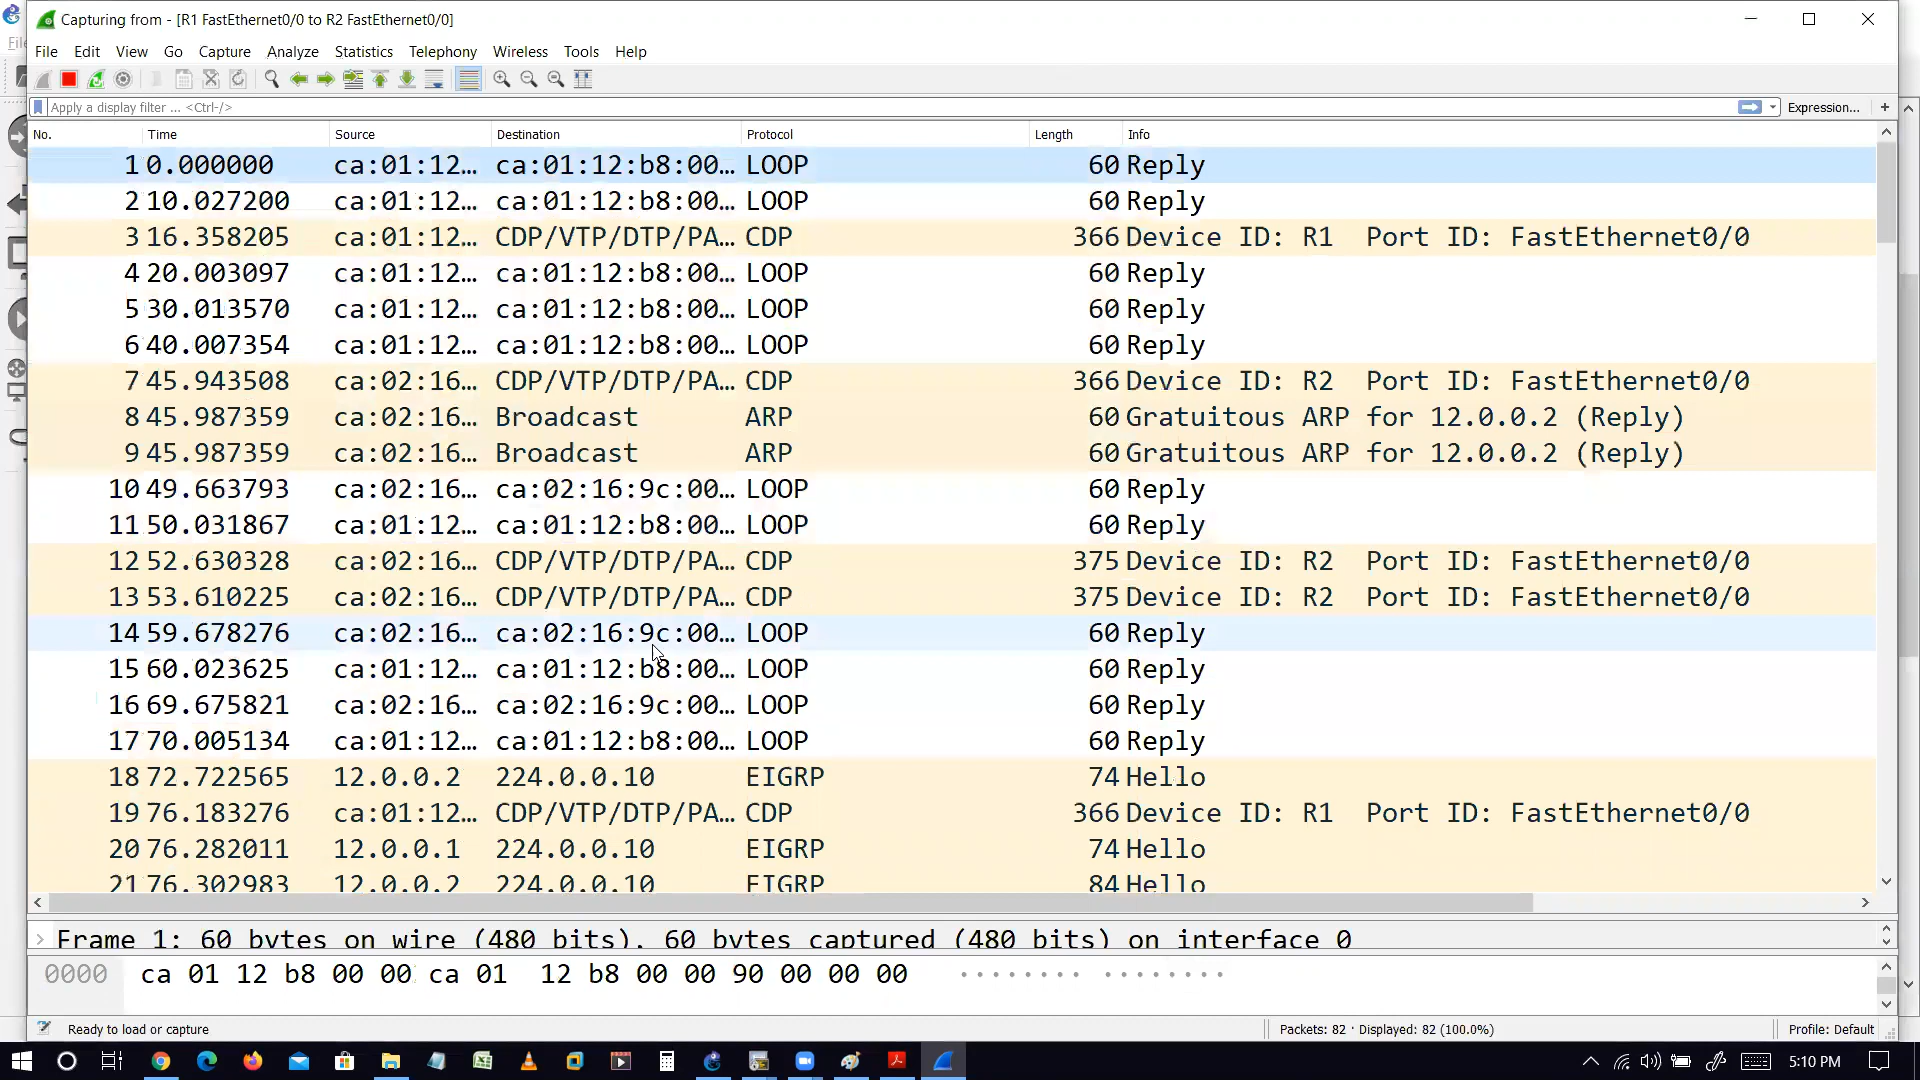 Capturing from - [R1 FastEthernet0/0 to R2 FastEthernet0/0]
File Edit View Go Capture Analyze Statistics Telephony Wireless Tools Help
Apply a display filter ... <Ctrl-/> Expression... +
No. Time Source Destination Protocol Length Info
1 0.000000 ca:01:12… ca:01:12:b8:00… LOOP 60 Reply
2 10.027200 ca:01:12… ca:01:12:b8:00… LOOP 60 Reply
3 16.358205 ca:01:12… CDP/VTP/DTP/PA… CDP 366 Device ID: R1 Port ID: FastEthernet0/0
4 20.003097 ca:01:12… ca:01:12:b8:00… LOOP 60 Reply
5 30.013570 ca:01:12… ca:01:12:b8:00… LOOP 60 Reply
6 40.007354 ca:01:12… ca:01:12:b8:00… LOOP 60 Reply
7 45.943508 ca:02:16… CDP/VTP/DTP/PA… CDP 366 Device ID: R2 Port ID: FastEthernet0/0
8 45.987359 ca:02:16… Broadcast ARP 60 Gratuitous ARP for 12.0.0.2 (Reply)
9 45.987359 ca:02:16… Broadcast ARP 60 Gratuitous ARP for 12.0.0.2 (Reply)
10 49.663793 ca:02:16… ca:02:16:9c:00… LOOP 60 Reply
11 50.031867 ca:01:12… ca:01:12:b8:00… LOOP 60 Reply
12 52.630328 ca:02:16… CDP/VTP/DTP/PA… CDP 375 Device ID: R2 Port ID: FastEthernet0/0
13 53.610225 ca:02:16… CDP/VTP/DTP/PA… CDP 375 Device ID: R2 Port ID: FastEthernet0/0
14 59.678276 ca:02:16… ca:02:16:9c:00… LOOP 60 Reply
15 60.023625 ca:01:12… ca:01:12:b8:00… LOOP 60 Reply
16 69.675821 ca:02:16… ca:02:16:9c:00… LOOP 60 Reply
17 70.005134 ca:01:12… ca:01:12:b8:00… LOOP 60 Reply
18 72.722565 12.0.0.2 224.0.0.10 EIGRP 74 Hello
19 76.183276 ca:01:12… CDP/VTP/DTP/PA… CDP 366 Device ID: R1 Port ID: FastEthernet0/0
20 76.282011 12.0.0.1 224.0.0.10 EIGRP 74 Hello
21 76.302983 12.0.0.2 224.0.0.10 EIGRP 84 Hello
Frame 1: 60 bytes on wire (480 bits), 60 bytes captured (480 bits) on interface 0
0000 ca 01 12 b8 00 00 ca 01 12 b8 00 00 90 00 00 00 ········ ········
Ready to load or capture Packets: 82 · Displayed: 82 (100.0%) Profile: Default
5:10 PM